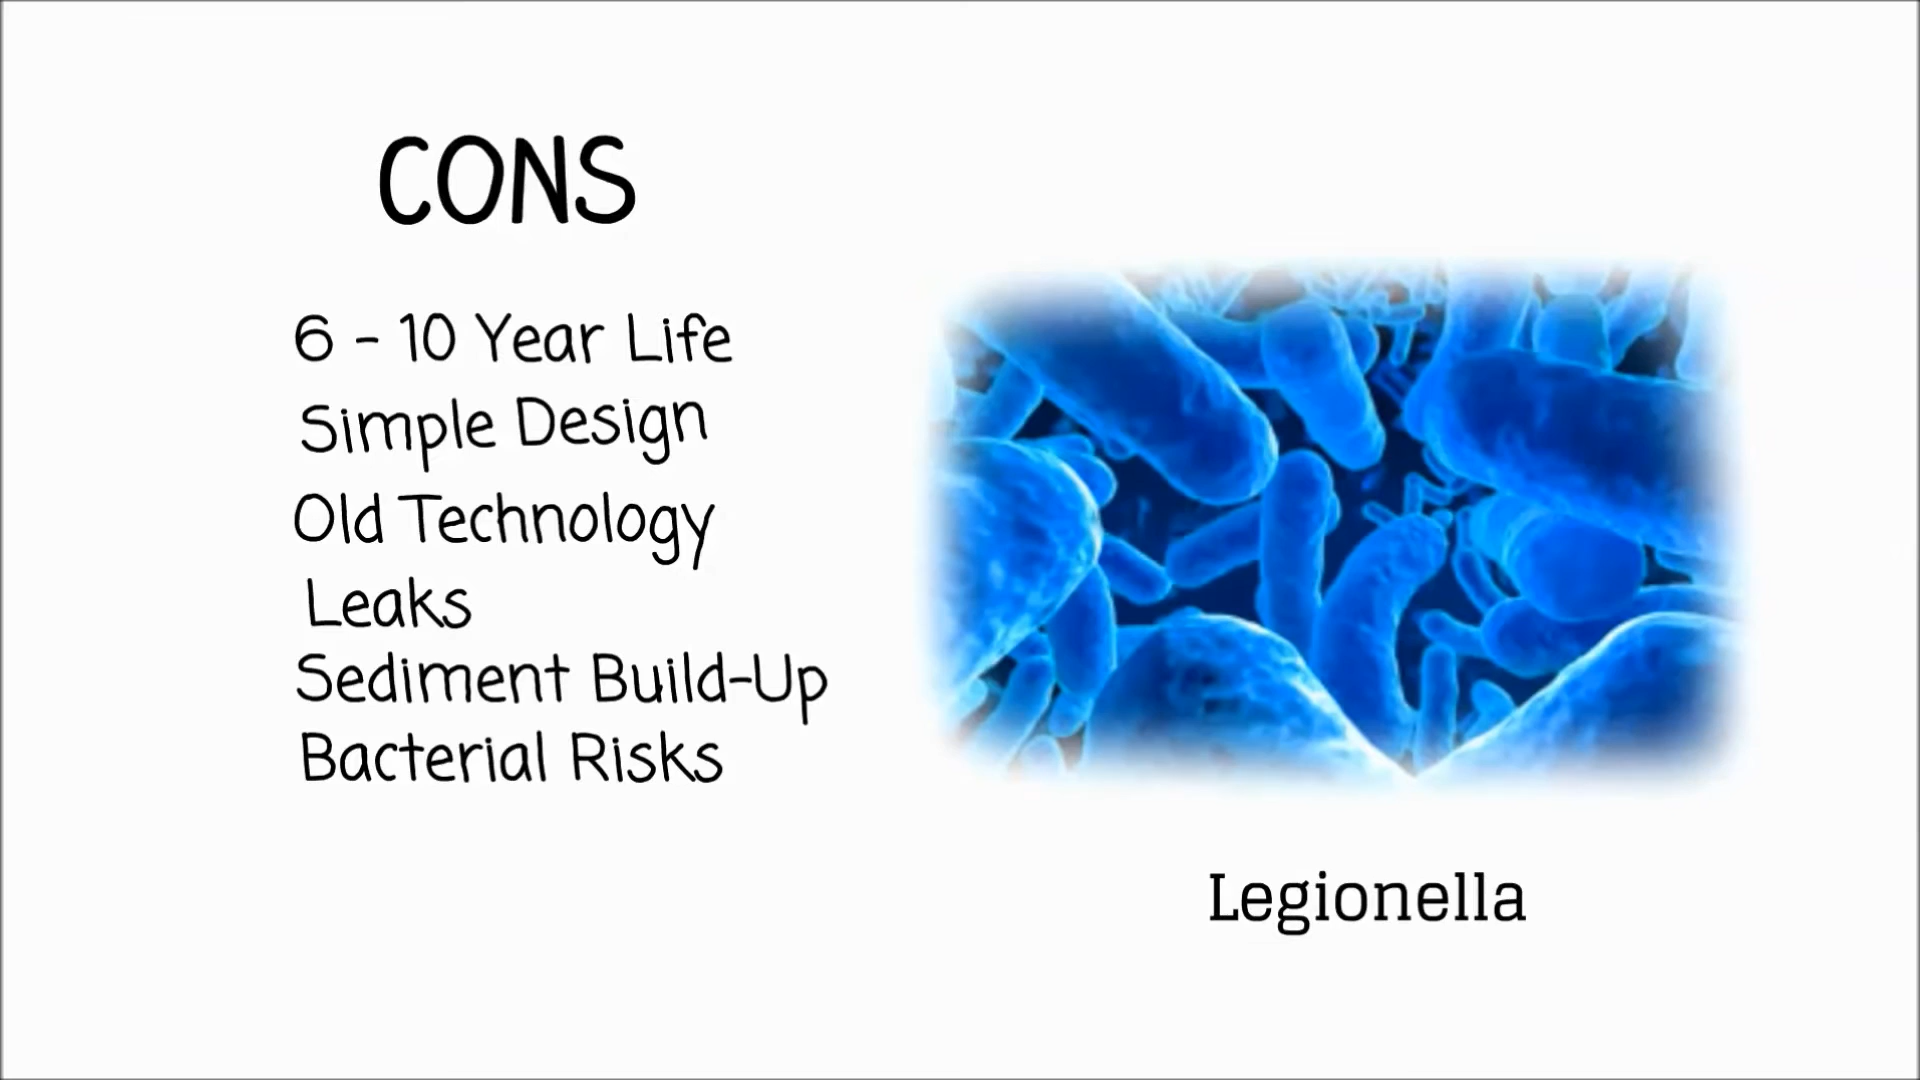 CONS
6 - 10 Year Life
Simple Design
Old Technology
Leaks
Sediment Build-Up
Bacterial Risks
Legionella